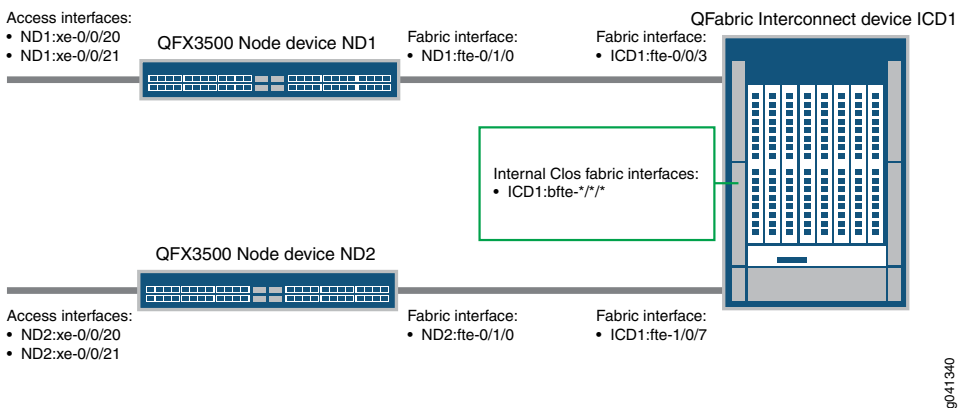 Access interfaces:
• ND1:xe-0/0/20
• ND1:xe-0/0/21
QFX3500 Node device ND1
Fabric interface:
• ND1:fte-0/1/0
Fabric interface:
• ICD1:fte-0/0/3
QFabric Interconnect device ICD1
Internal Clos fabric interfaces:
• ICD1:bfte-*/*/*
QFX3500 Node device ND2
Access interfaces:
• ND2:xe-0/0/20
• ND2:xe-0/0/21
Fabric interface:
• ND2:fte-0/1/0
Fabric interface:
• ICD1:fte-1/0/7
g041340